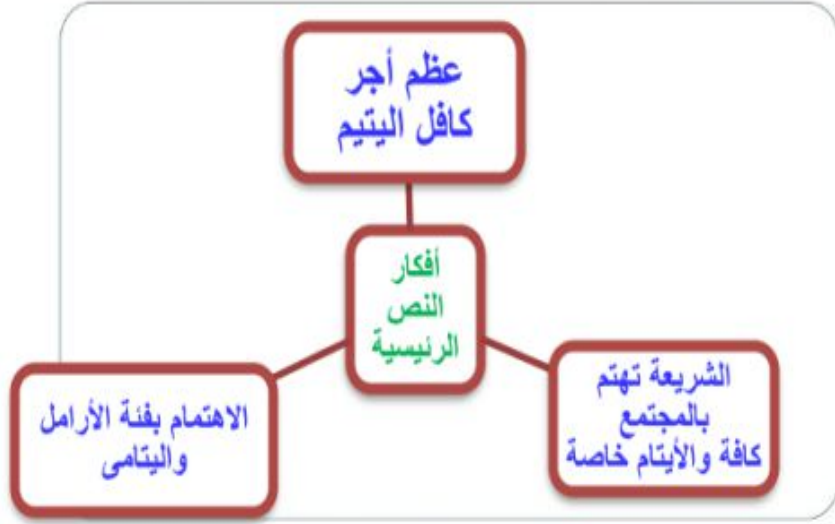 عظم أجر
كافل اليتيم
أفكار
النص
الرئيسية
الشريعة تهتم
بالمجتمع
كافة والأيتام خاصة
الاهتمام بفئة الأرامل
واليتامى